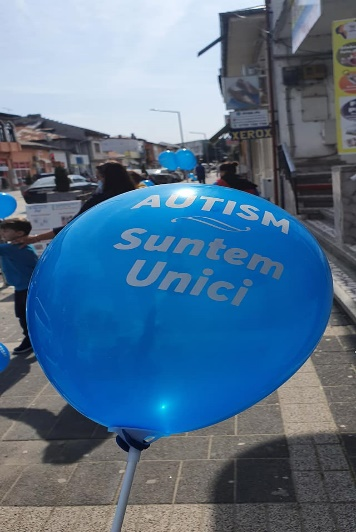 XEROX
AUTISM
Suntem
Unici